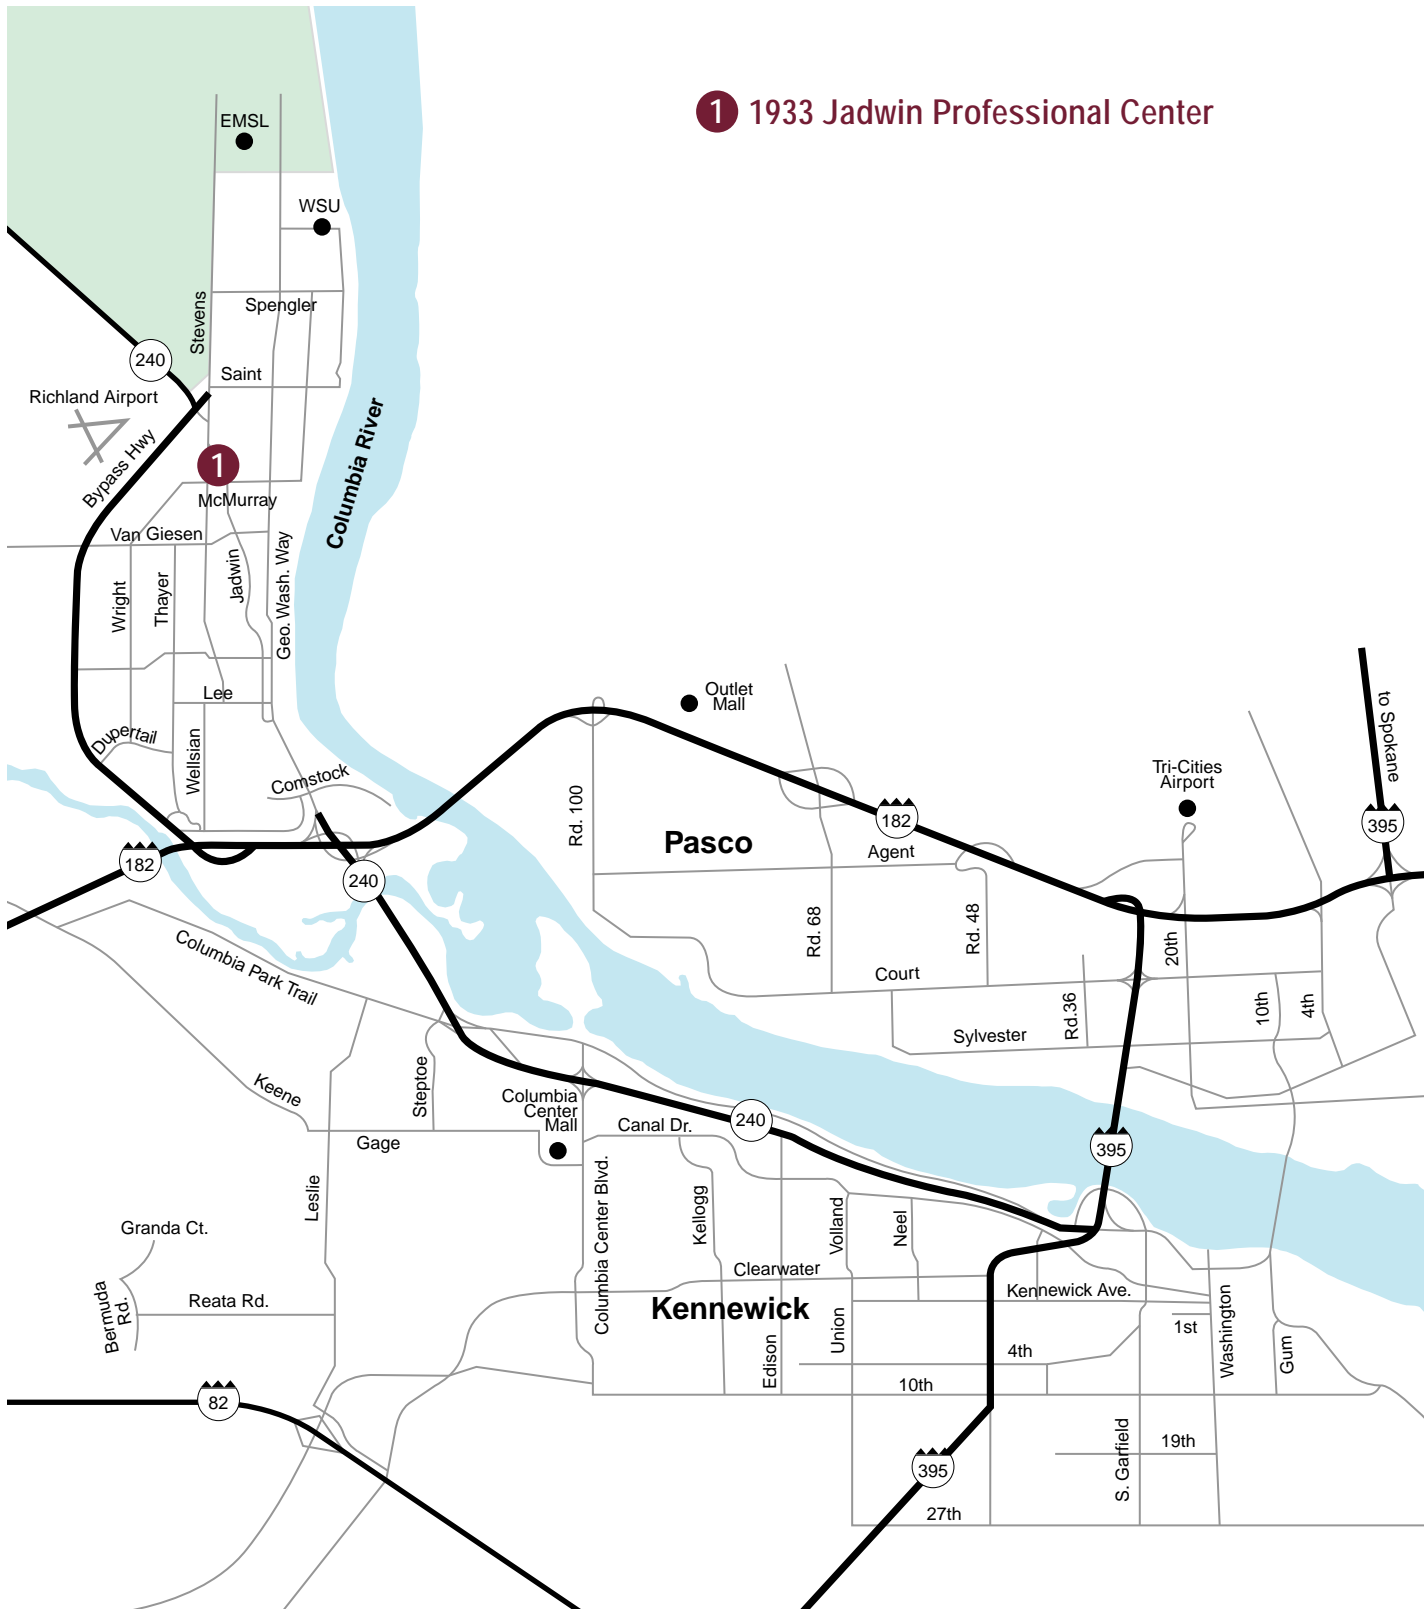 1 1933 Jadwin Professional Center
EMSL
WSU
Stevens
Spengler
240
Saint
Richland Airport
Bypass Hwy
1
McMurray
Columbia River
Van Giesen
Wright
Thayer
Jadwin
Geo. Wash. Way
Lee
Dupertail
Wellsian
Comstock
Outlet
Mall
to Spokane
Tri-Cities
Airport
Rd. 100
182
395
Pasco
Agent
182
240
Rd. 68
Rd. 48
20th
Columbia Park Trail
Court
Rd.36
10th
4th
Sylvester
Keene
Steptoe
Columbia
Center
Mall
240
Canal Dr.
Gage
395
Leslie
Columbia Center Blvd.
Kellogg
Volland
Neel
Granda Ct.
Clearwater
Bermuda
Rd.
Reata Rd.
Kennewick
Kennewick Ave.
Union
1st
Washington
Edison
4th
Gum
10th
82
S. Garfield
19th
395
27th